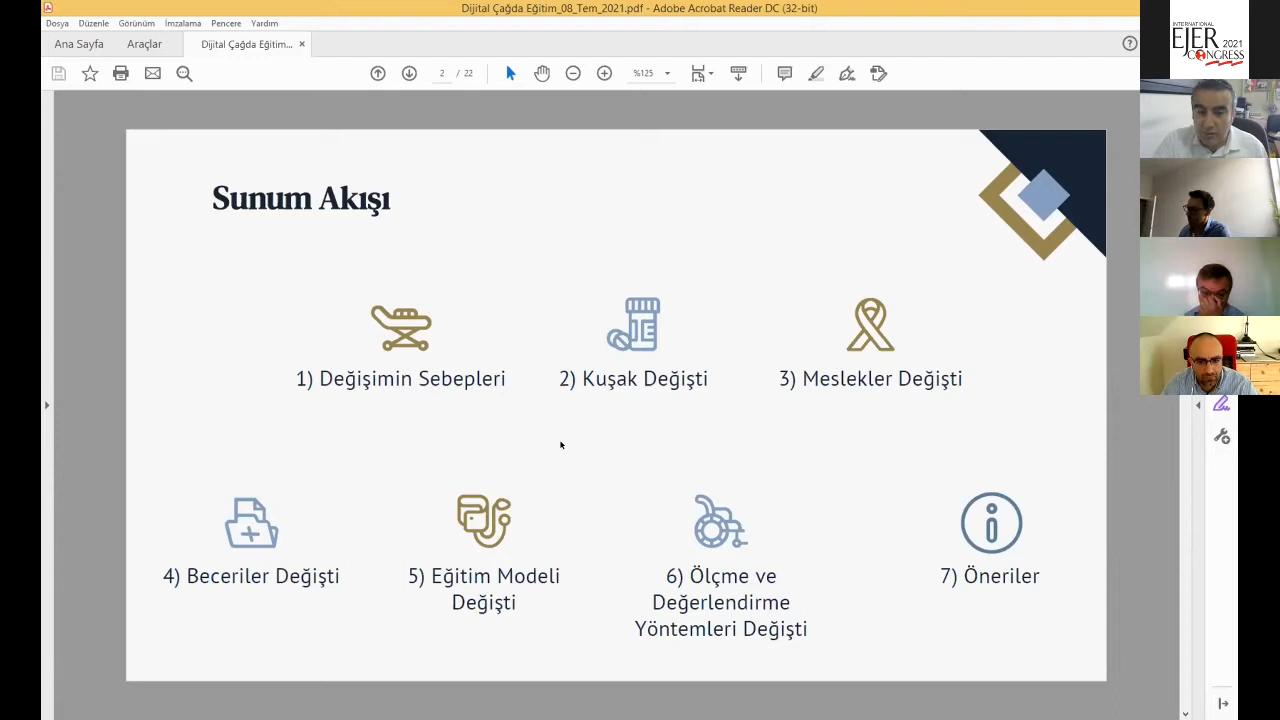 Dijital Çağda Eğitim_08_Tem_2021.pdf - Adobe Acrobat Reader DC (32-bit)
Dosya Düzenle Görünüm İmzalama Pencere Yardım
Ana Sayfa Araçlar Dijital Çağda Eğitim... ×
2 / 22 %125
INTERNATIONAL
EJER 2021
CONGRESS
Sunum Akışı
1) Değişimin Sebepleri
2) Kuşak Değişti
3) Meslekler Değişti
4) Beceriler Değişti
5) Eğitim Modeli
Değişti
6) Ölçme ve
Değerlendirme
Yöntemleri Değişti
7) Öneriler